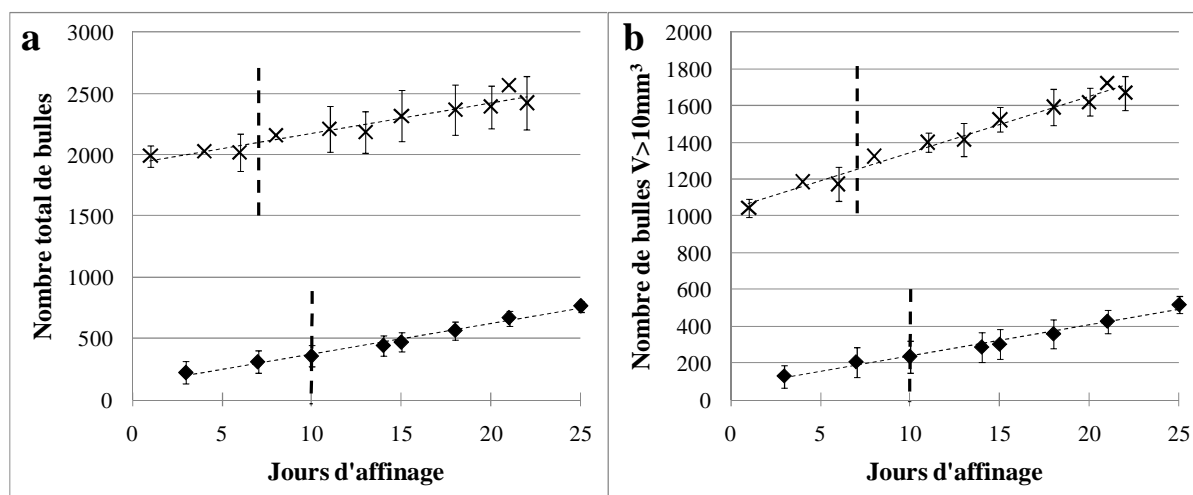 a
3000
2500
2000
1500
1000
500
0
Nombre total de bulles
0 5 10 15 20 25
Jours d'affinage
b
2000
1800
1600
1400
1200
1000
800
600
400
200
0
Nombre de bulles V>10mm³
0 5 10 15 20 25
Jours d'affinage